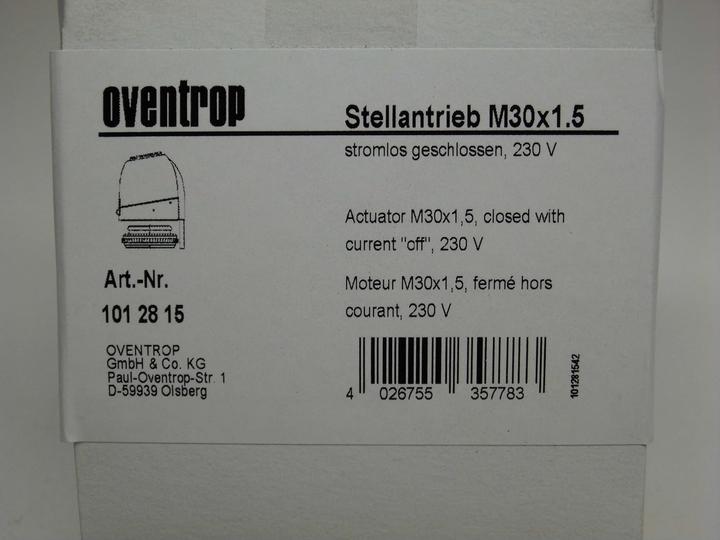 oventrop
Stellantrieb M30x1.5
stromlos geschlossen, 230 V
Actuator M30x1,5, closed with
current "off", 230 V
Moteur M30x1,5, fermé hors
courant, 230 V
Art.-Nr.
101 28 15
OVENTROP
GmbH & Co. KG
Paul-Oventrop-Str. 1
D-59939 Olsberg
4 026755 357783
101281542